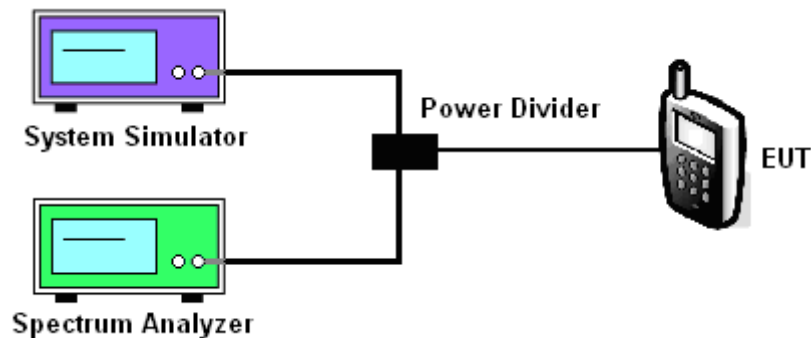 System Simulator
Power Divider
EUT
Spectrum Analyzer